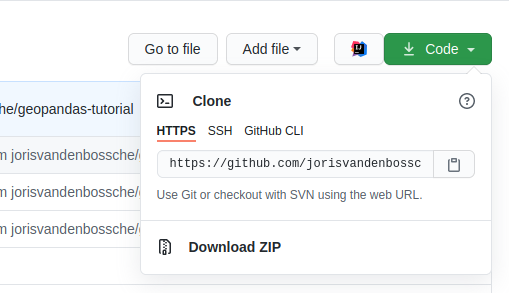 Go to file
Add file
IJ
Code
he/geopandas-tutorial
Clone
m jorisvandenbossche/
HTTPS
SSH
GitHub CLI
https://github.com/jorisvandenbossc
m jorisvandenbossche/
Use Git or checkout with SVN using the web URL.
m jorisvandenbossche/
Download ZIP